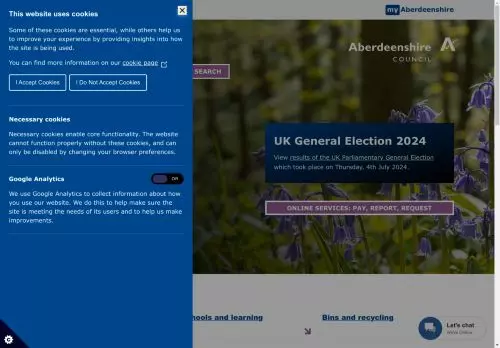 This website uses cookies
Some of these cookies are essential, while others help us
to improve your experience by providing insights into how
the site is being used.
You can find more information on our cookie page
I Accept Cookies
I Do Not Accept Cookies
Necessary cookies
Necessary cookies enable core functionality. The website
cannot function properly without these cookies, and can
only be disabled by changing your browser preferences.
Google Analytics
Off
We use Google Analytics to collect information about how
you use our website. We do this to help make sure the
site is meeting the needs of its users and to help us make
improvements.
myAberdeenshire
Aberdeenshire
COUNCIL
SEARCH
UK General Election 2024
View results of the UK Parliamentary General Election
which took place on Thursday, 4th July 2024.
ONLINE SERVICES: PAY, REPORT, REQUEST
hools and learning
Bins and recycling
Let's chat